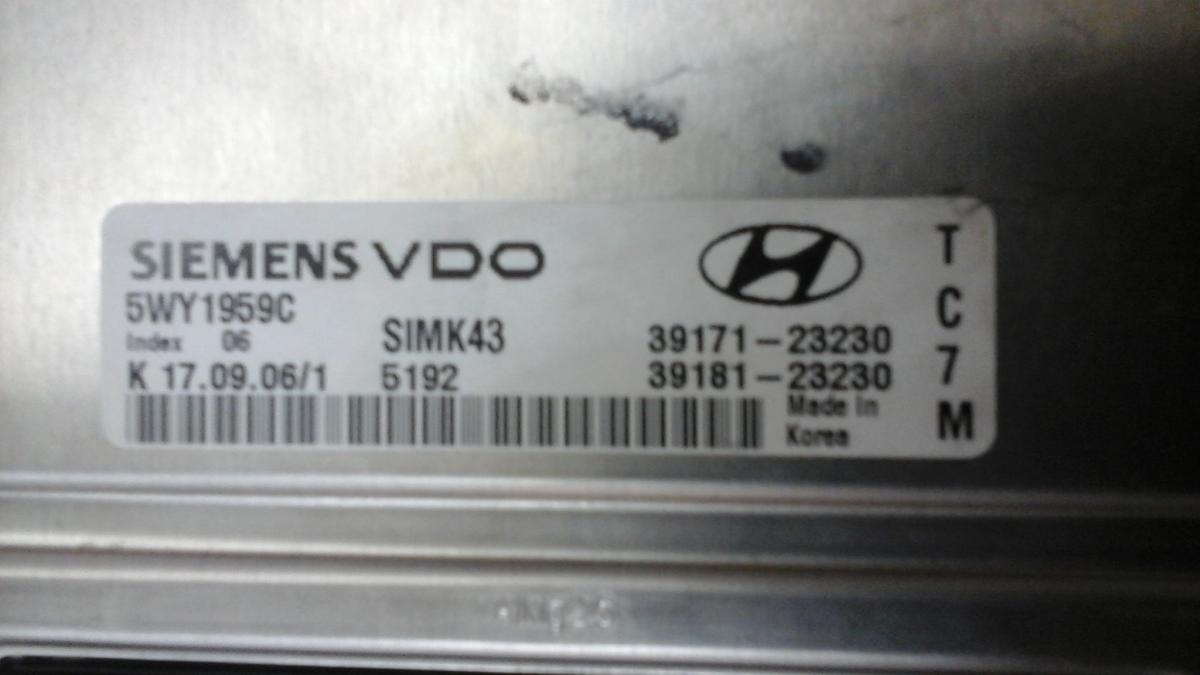 SIEMENS VDO
5WY1959C
Index 06
SIMK43
39171-23230
K 17.09.06/1
5192
39181-23230
Made In
Korea
T
C
7
M